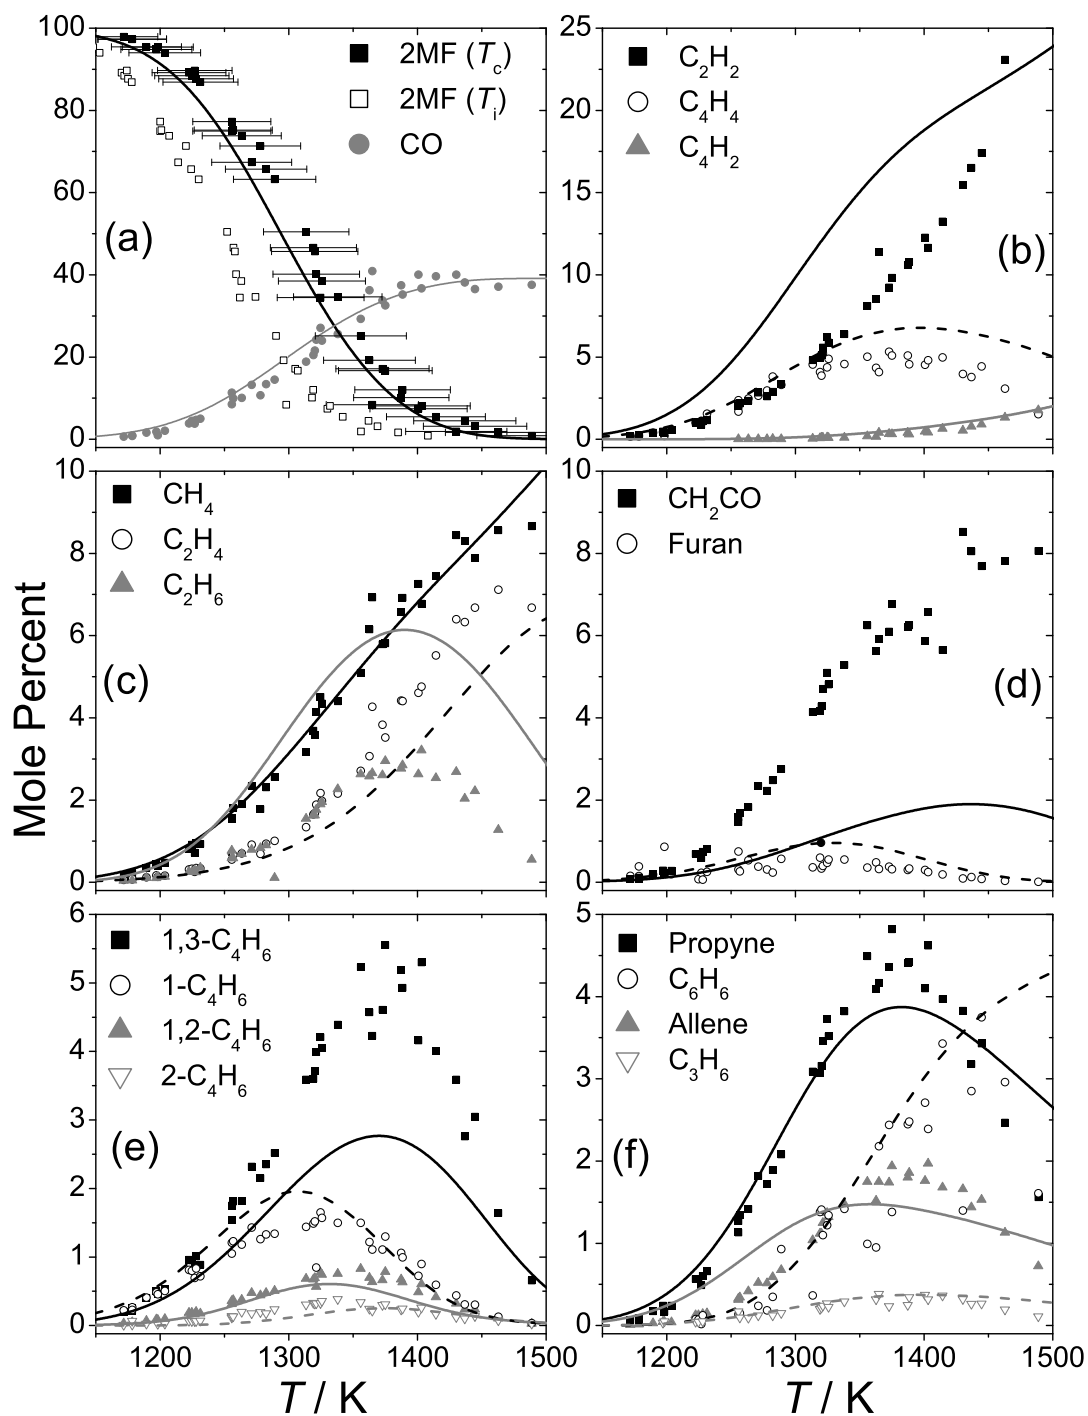 100
80
60
40
20
0
2MF (T_c)
2MF (T_i)
CO
(a)
25
20
15
10
5
0
C₂H₂
C₄H₄
C₄H₂
(b)
10
8
6
4
2
0
CH₄
C₂H₄
C₂H₆
(c)
10
8
6
4
2
0
CH₂CO
Furan
(d)
Mole Percent
6
5
4
3
2
1
0
1,3-C₄H₆
1-C₄H₆
1,2-C₄H₆
2-C₄H₆
(e)
5
4
3
2
1
0
Propyne
C₆H₆
Allene
C₃H₆
(f)
1200 1300 1400 1500
1200 1300 1400 1500
T / K
T / K